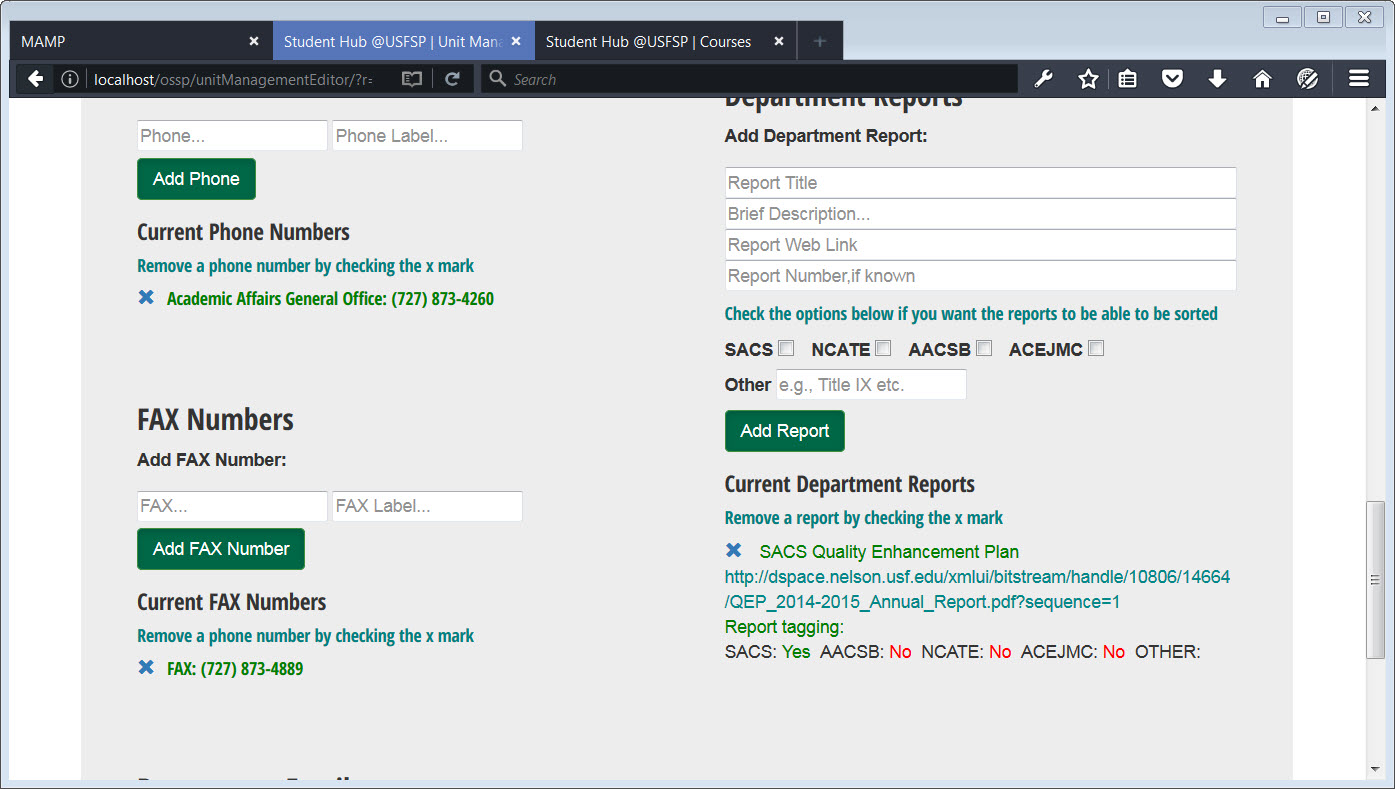 MAMP
Student Hub @USFSP | Unit Mana
Student Hub @USFSP | Courses
localhost/ossp/unitManagementEditor/?r=
Search
Phone...
Phone Label...
Add Phone
Current Phone Numbers
Remove a phone number by checking the x mark
Academic Affairs General Office: (727) 873-4260
FAX Numbers
Add FAX Number:
FAX...
FAX Label...
Add FAX Number
Current FAX Numbers
Remove a phone number by checking the x mark
FAX: (727) 873-4889
Department Reports
Add Department Report:
Report Title
Brief Description...
Report Web Link
Report Number,if known
Check the options below if you want the reports to be able to be sorted
SACS NCATE AACSB ACEJMC
Other e.g., Title IX etc.
Add Report
Current Department Reports
Remove a report by checking the x mark
SACS Quality Enhancement Plan
http://dspace.nelson.usf.edu/xmlui/bitstream/handle/10806/14664
/QEP_2014-2015_Annual_Report.pdf?sequence=1
Report tagging:
SACS: Yes AACSB: No NCATE: No ACEJMC: No OTHER: